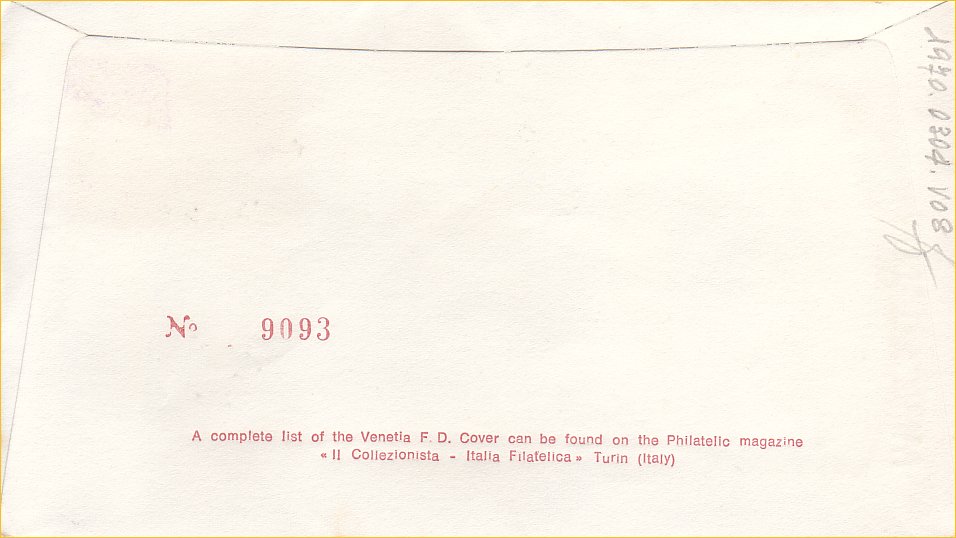 Nº 9093
A complete list of the Venetia F. D. Cover can be found on the Philatelic magazine
« Il Collezionista - Italia Filatelica » Turin (Italy)
1970.0304.V08